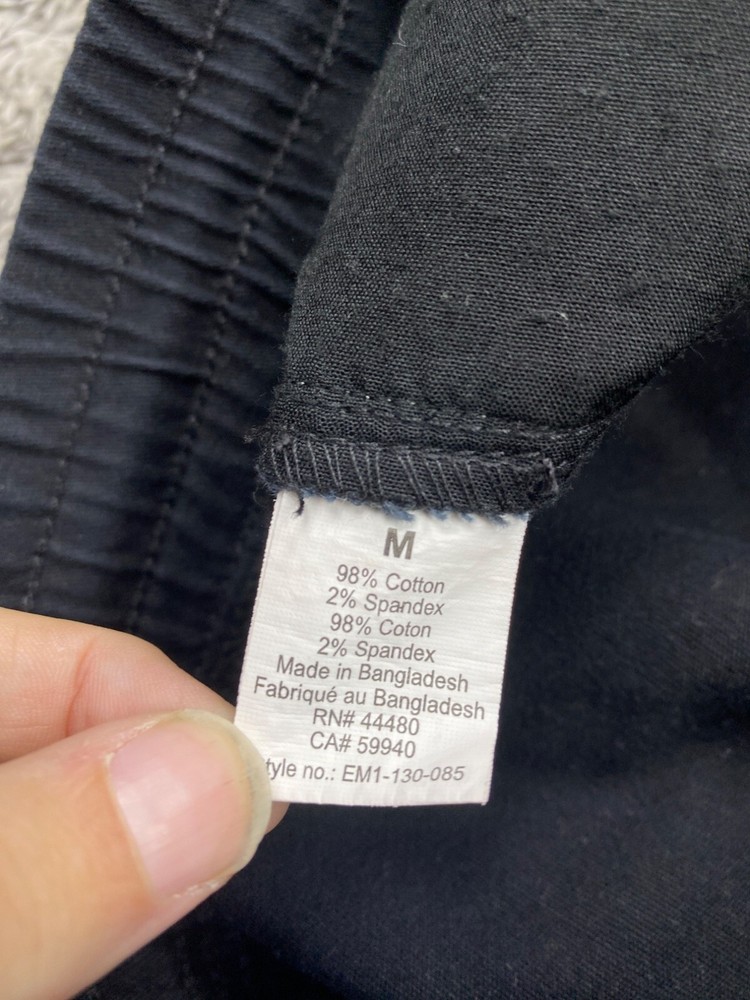 M
98% Cotton
2% Spandex
98% Coton
2% Spandex
Made in Bangladesh
Fabriqué au Bangladesh
RN# 44480
CA# 59940
tyle no.: EM1-130-085